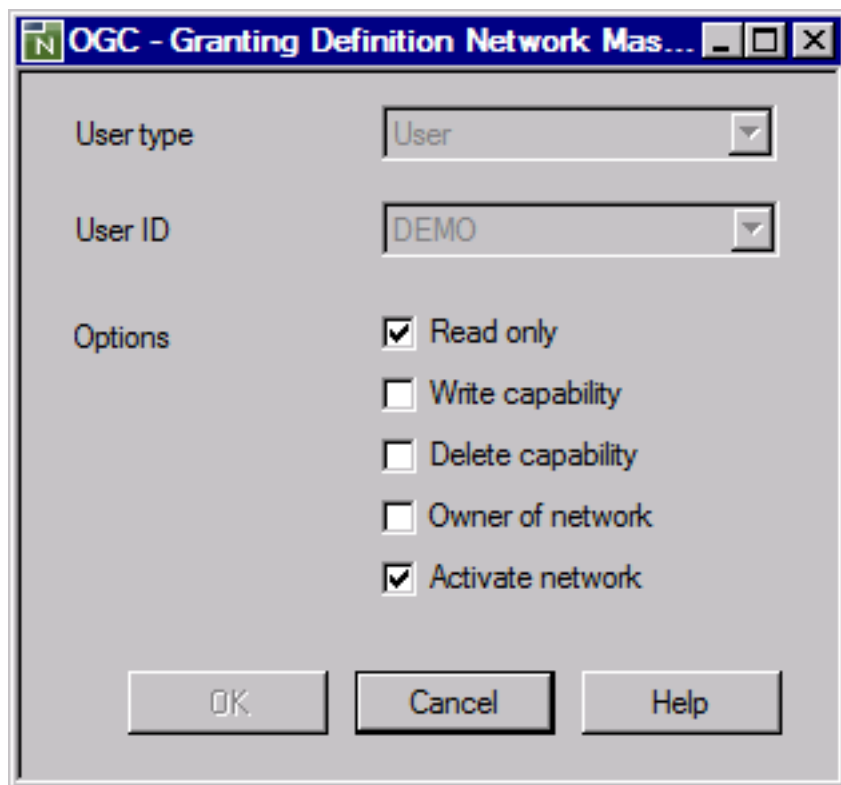 N OGC - Granting Definition Network Mas...
User type User
User ID DEMO
Options Read only
Write capability
Delete capability
Owner of network
Activate network
OK Cancel Help